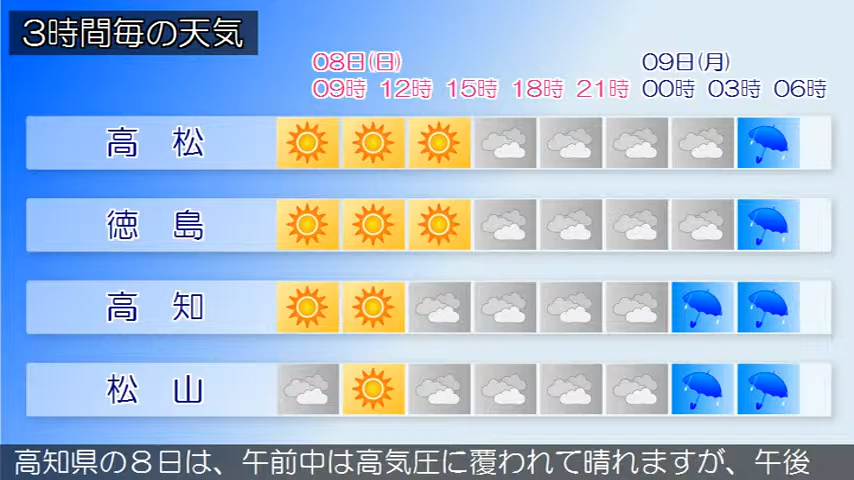 3時間毎の天気
08日(日) 09日(月)
09時 12時 15時 18時 21時 00時 03時 06時
高 松
徳 島
高 知
松 山
高知県の８日は、午前中は高気圧に覆われて晴れますが、午後